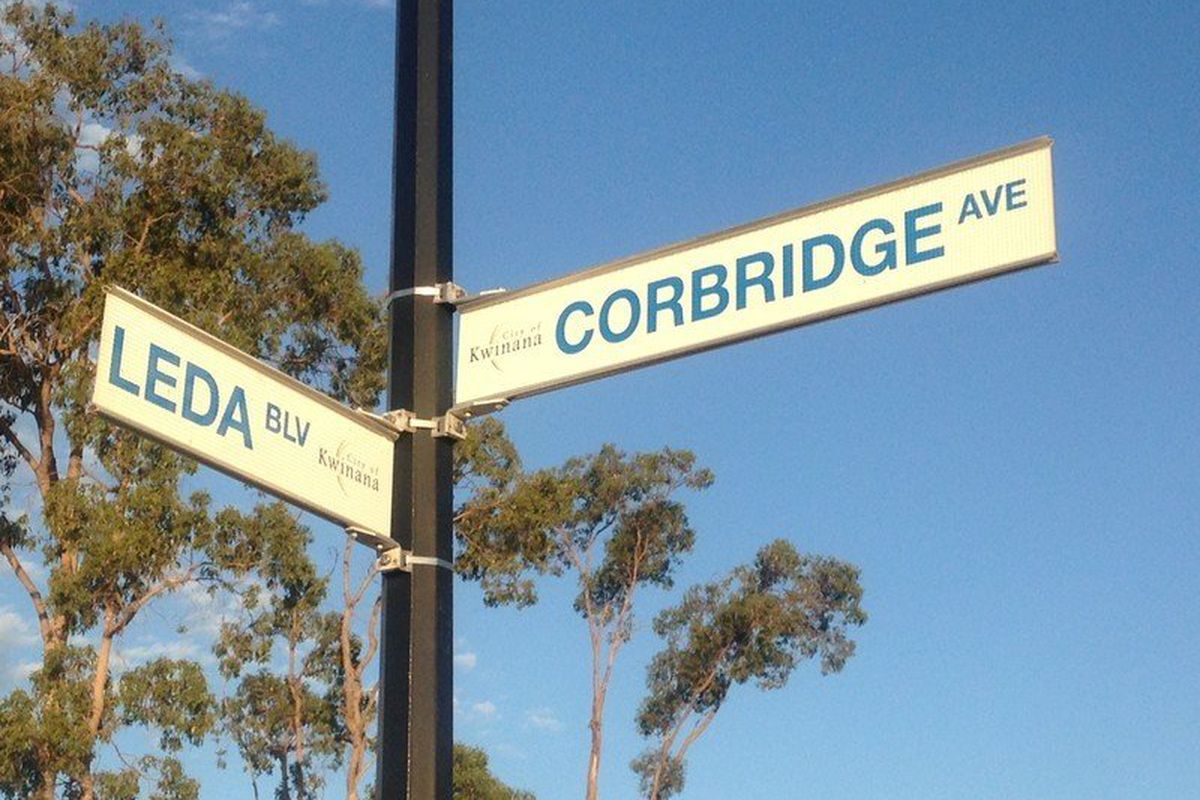 LEDA BLV
City of
Kwinana
City of
Kwinana
CORBRIDGE AVE